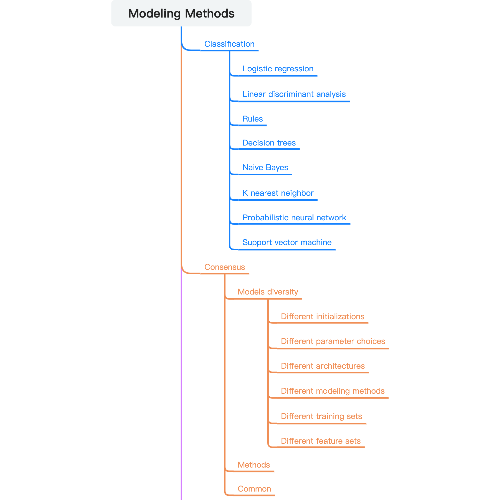 Modeling Methods
Classification
Logistic regression
Linear discriminant analysis
Rules
Decision trees
Naive Bayes
K nearest neighbor
Probabilistic neural network
Support vector machine
Consensus
Models diversity
Different initializations
Different parameter choices
Different architectures
Different modeling methods
Different training sets
Different feature sets
Methods
Common